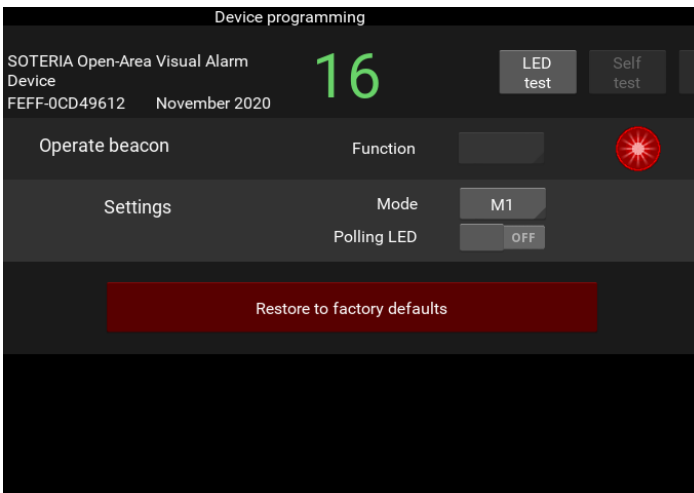 Device programming
SOTERIA Open-Area Visual Alarm
Device
FEFF-0CD49612 November 2020
16
LED
test
Self
test
Operate beacon
Function
Settings
Mode
M1
Polling LED
OFF
Restore to factory defaults